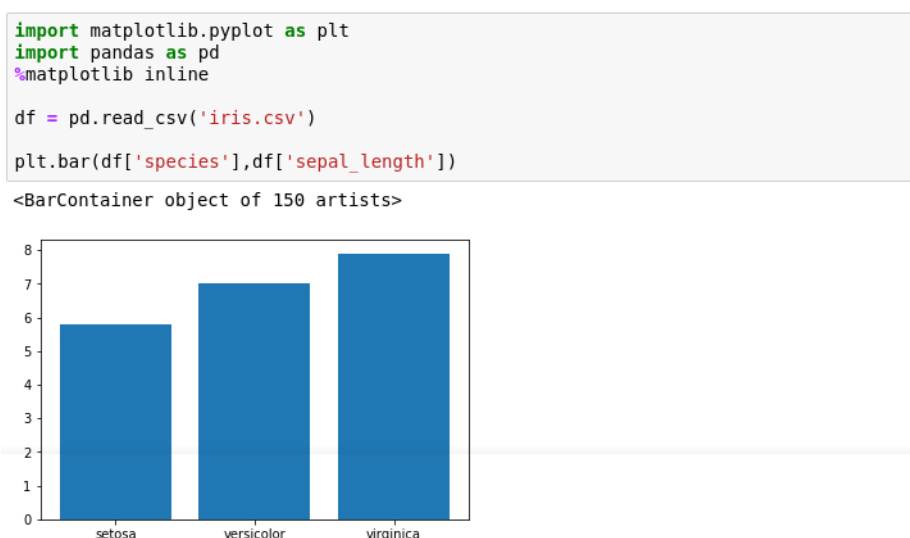 import matplotlib.pyplot as plt
import pandas as pd
%matplotlib inline
df = pd.read_csv('iris.csv')
plt.bar(df['species'],df['sepal_length'])
<BarContainer object of 150 artists>
8
7
6
5
4
3
2
1
0
setosa versicolor virginica